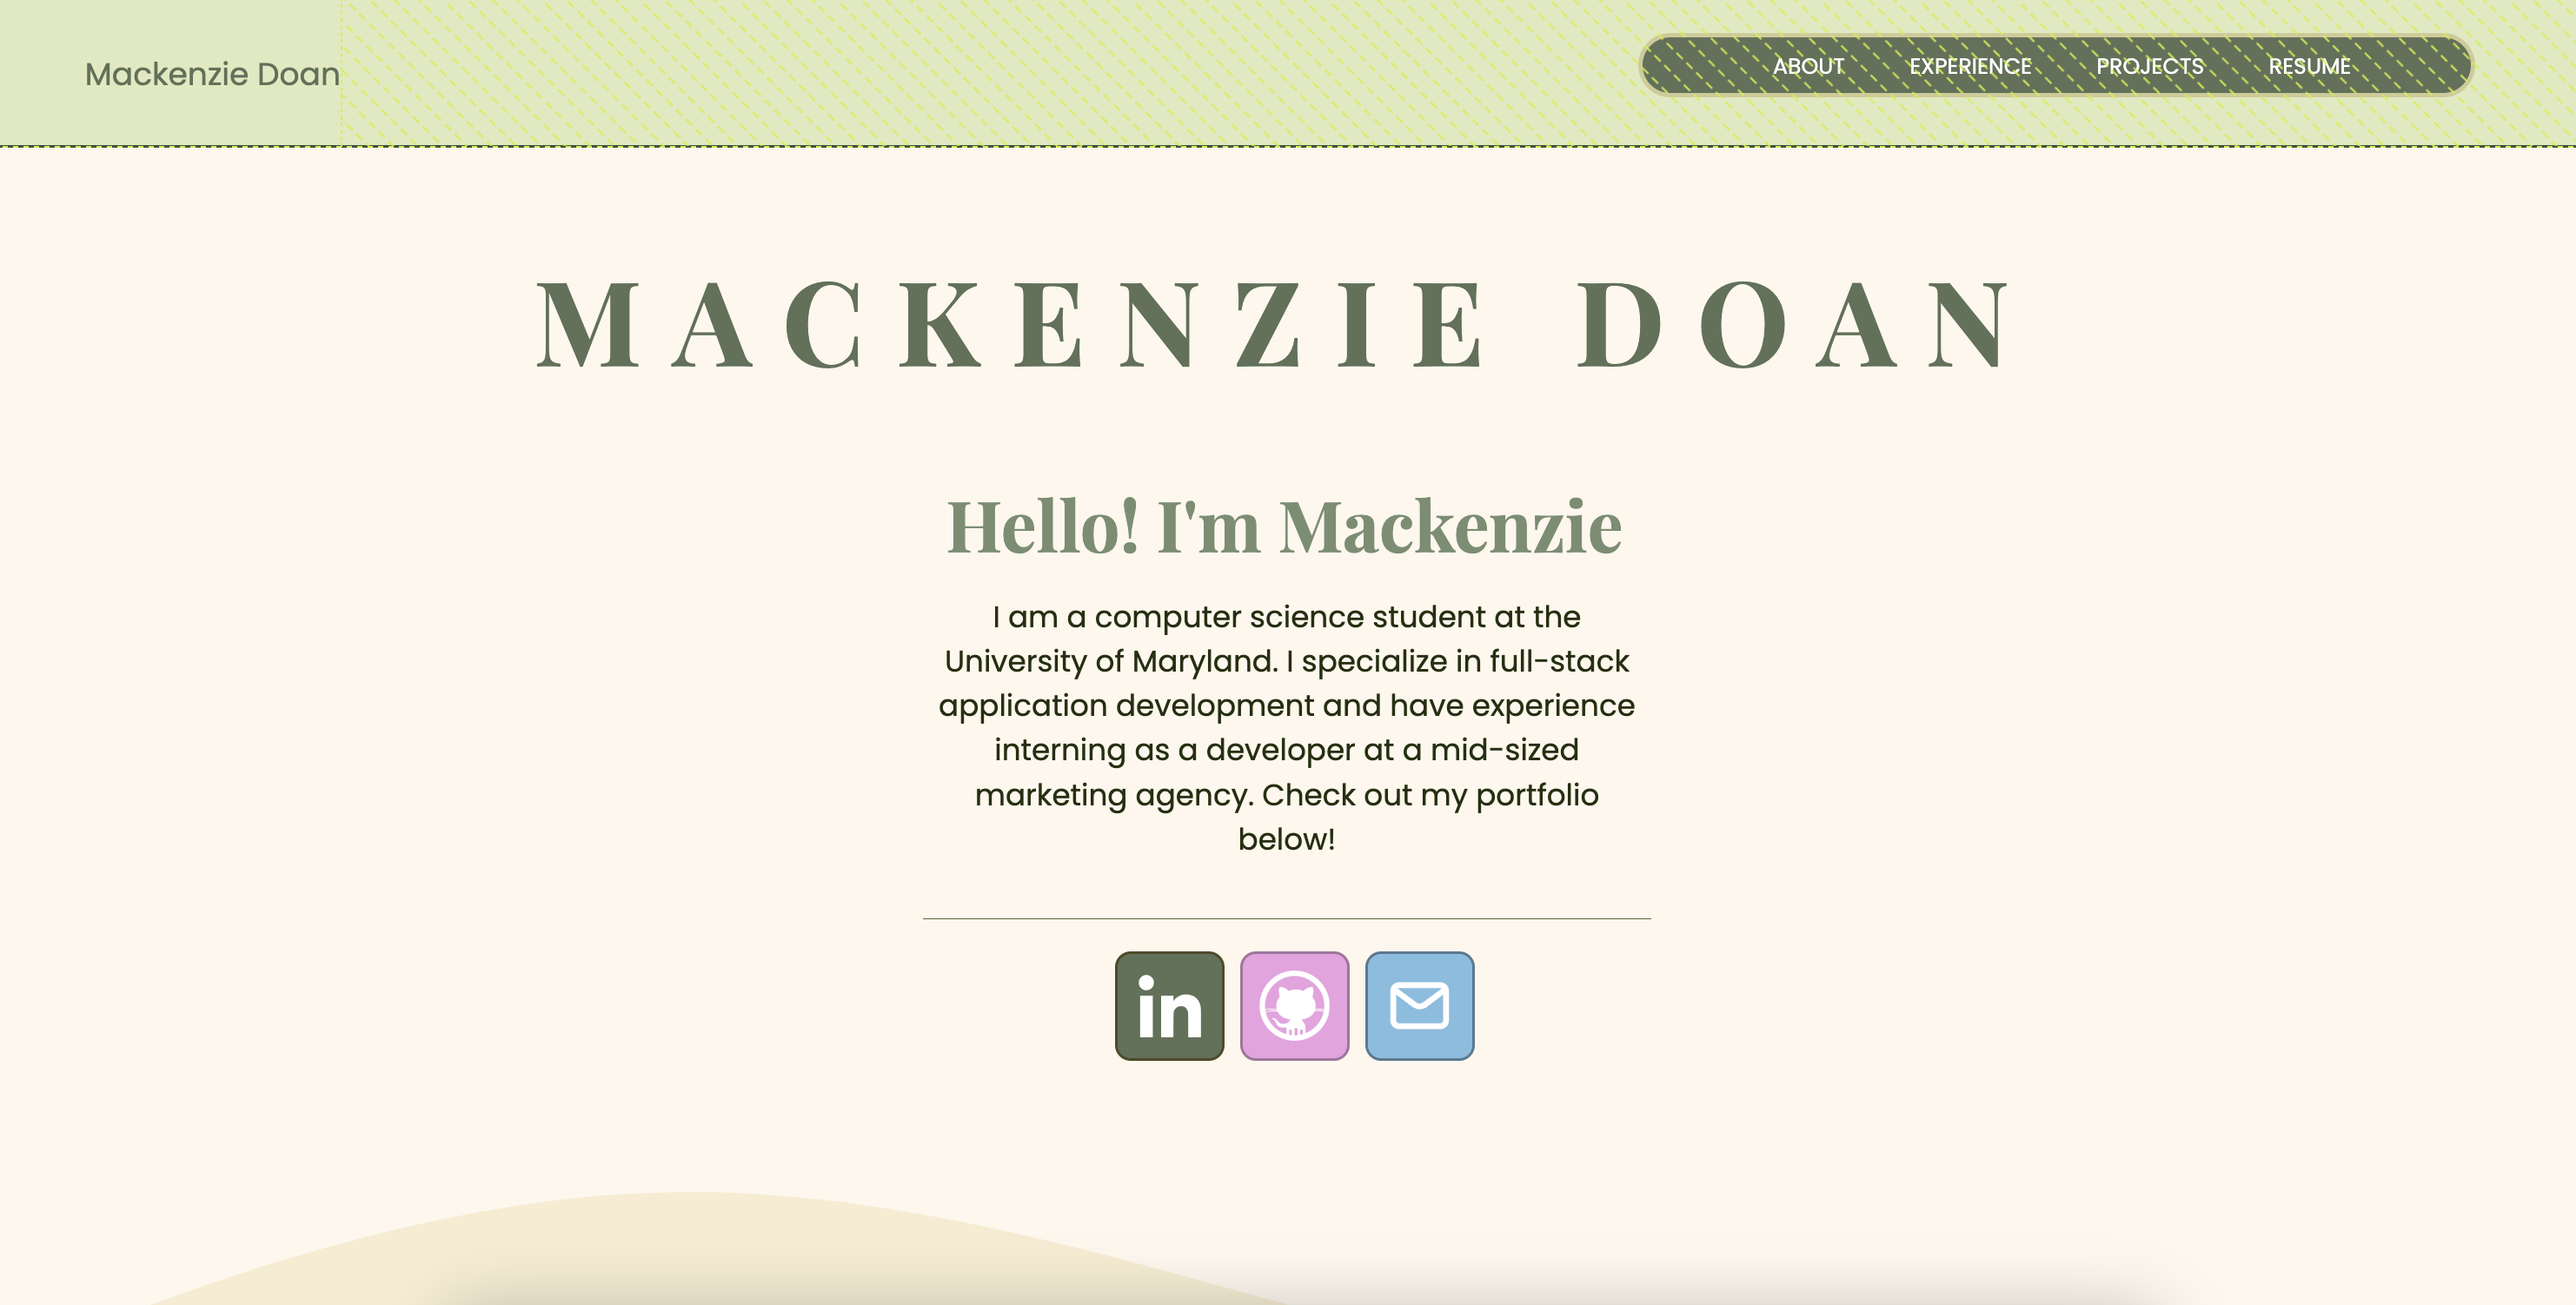 Mackenzie Doan
ABOUT EXPERIENCE PROJECTS RESUME
MACKENZIE DOAN
Hello! I'm Mackenzie
I am a computer science student at the
University of Maryland. I specialize in full-stack
application development and have experience
interning as a developer at a mid-sized
marketing agency. Check out my portfolio
below!
in